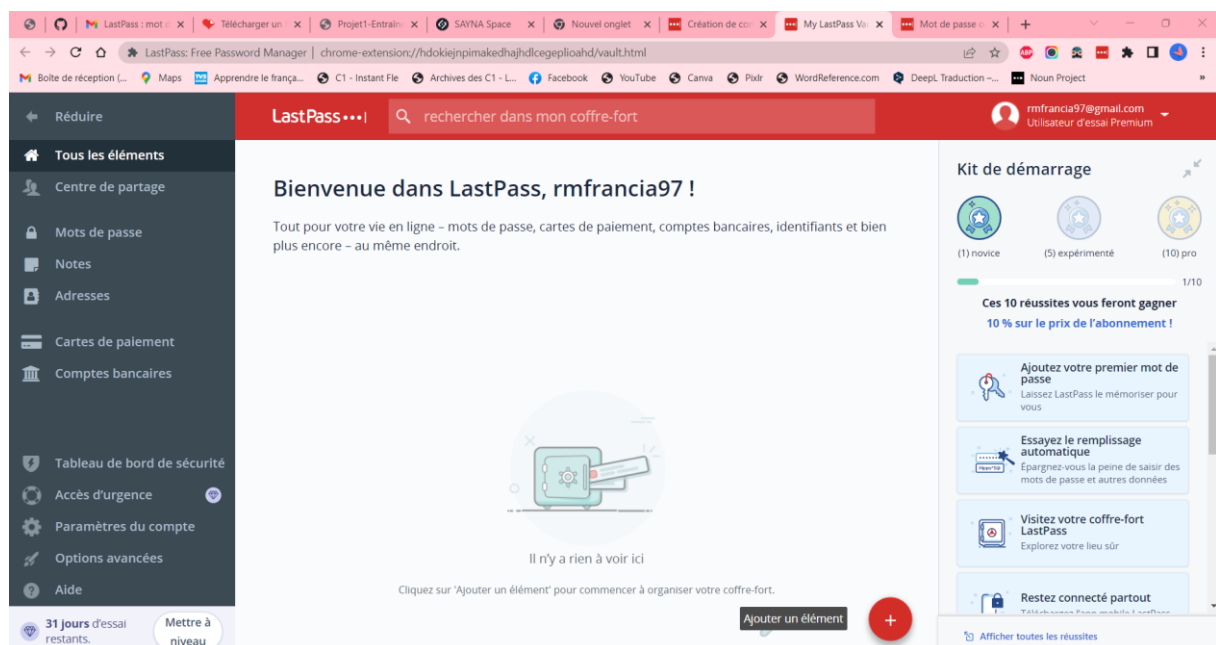 LastPass : mot d
Télécharger un f
Projet1-Entraîne
SAYNA Space
Nouvel onglet
Création de con
My LastPass Va
Mot de passe o
LastPass: Free Password Manager | chrome-extension://hdokiejnpimakedhajhdlcegeplioahd/vault.html
Boîte de réception (...
Maps
Apprendre le frança...
C1 - Instant Fle
Archives des C1 - L...
Facebook
YouTube
Canva
Pixlr
WordReference.com
DeepL Traduction –...
Noun Project
»
Réduire
LastPass
rechercher dans mon coffre-fort
rmfrancia97@gmail.com
Utilisateur d'essai Premium
Tous les éléments
Centre de partage
Mots de passe
Notes
Adresses
Cartes de paiement
Comptes bancaires
Tableau de bord de sécurité
Accès d'urgence
Paramètres du compte
Options avancées
Aide
31 jours d'essai
restants.
Mettre à
niveau
Bienvenue dans LastPass, rmfrancia97 !
Tout pour votre vie en ligne – mots de passe, cartes de paiement, comptes bancaires, identifiants et bien
plus encore – au même endroit.
Il n'y a rien à voir ici
Cliquez sur 'Ajouter un élément' pour commencer à organiser votre coffre-fort.
Ajouter un élément
+
Kit de démarrage
(1) novice
(5) expérimenté
(10) pro
1/10
Ces 10 réussites vous feront gagner
10 % sur le prix de l'abonnement !
Ajoutez votre premier mot de
passe
Laissez LastPass le mémoriser pour
vous
Essayez le remplissage
automatique
Épargnez-vous la peine de saisir des
mots de passe et autres données
Visitez votre coffre-fort
LastPass
Explorez votre lieu sûr
Restez connecté partout
Téléchargez l'app mobile LastPass
Afficher toutes les réussites